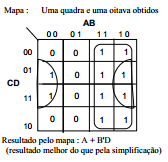 Mapa : Uma quadra e uma oitava obtidos
AB
00 01 11 10
00 0 0 1 1
01 1 0 1 1
CD
11 1 0 1 1
10 0 0 1 1
Resultado pelo mapa : A + B'D
(resultado melhor do que pela simplificação)